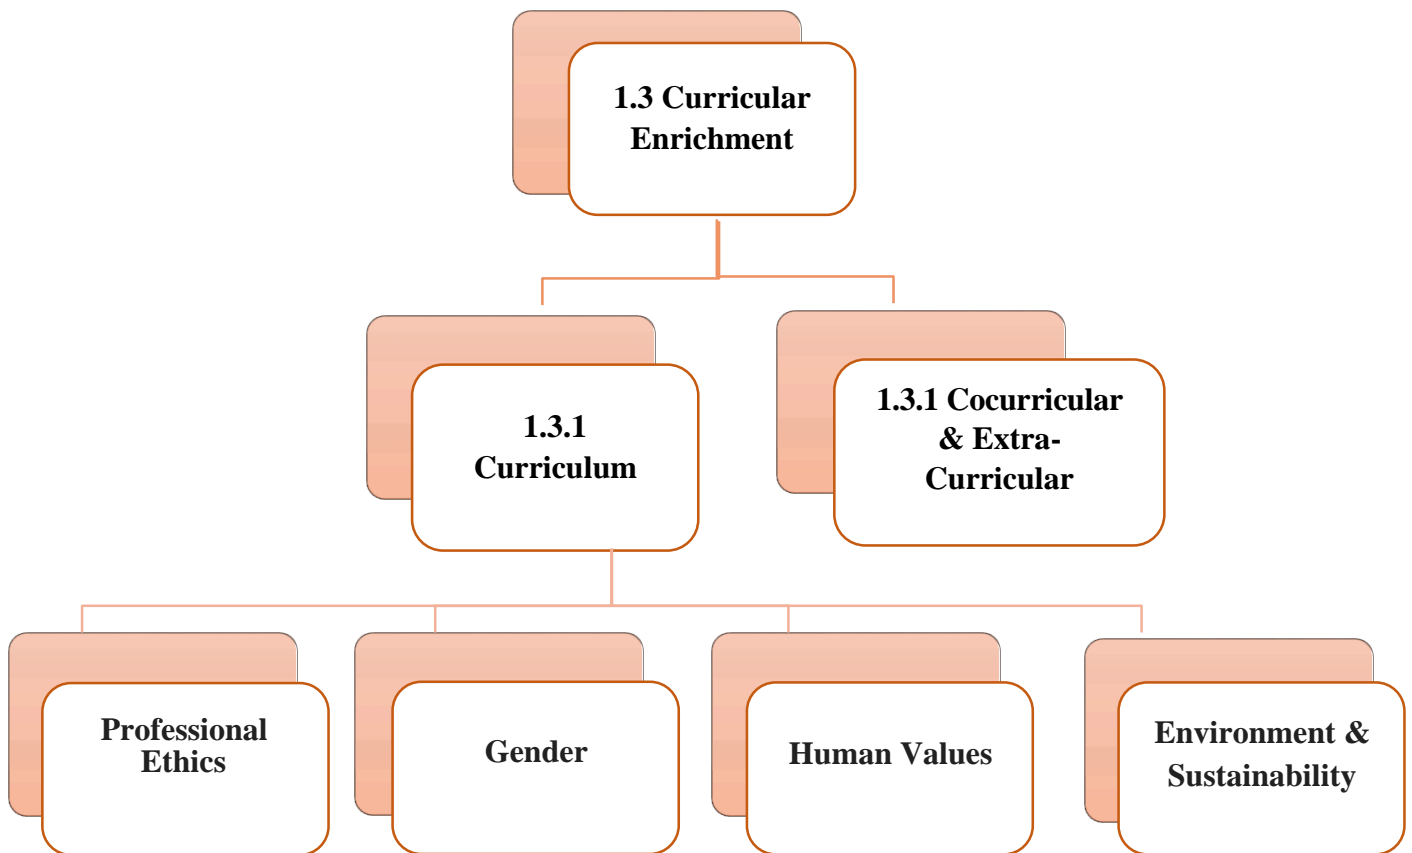 1.3 Curricular
Enrichment
1.3.1
Curriculum
1.3.1 Cocurricular
& Extra-
Curricular
Professional
Ethics
Gender
Human Values
Environment &
Sustainability